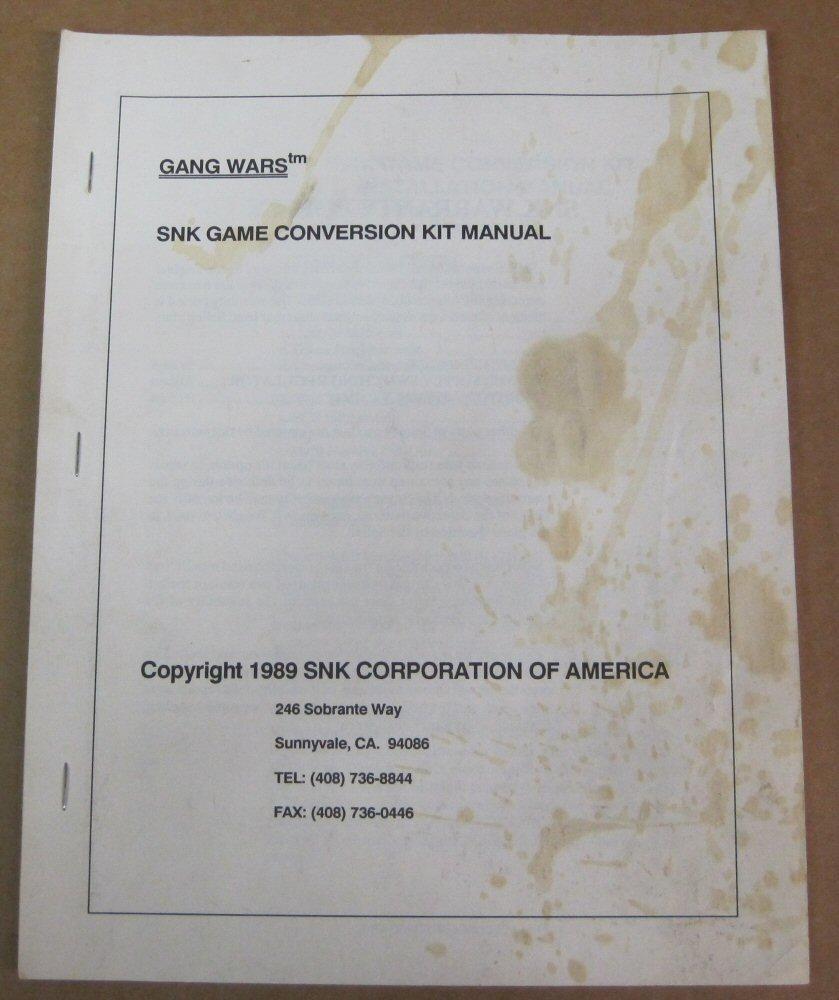 GANG WARStm
SNK GAME CONVERSION KIT MANUAL
Copyright 1989 SNK CORPORATION OF AMERICA
246 Sobrante Way
Sunnyvale, CA. 94086
TEL: (408) 736-8844
FAX: (408) 736-0446